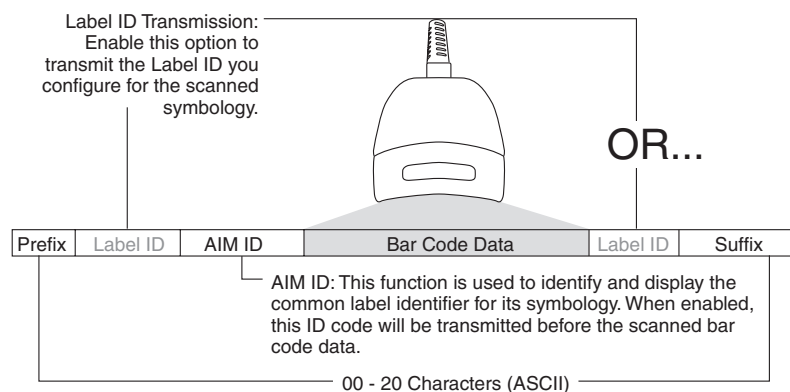 Label ID Transmission:
Enable this option to
transmit the Label ID you
configure for the scanned
symbology.
OR...
Prefix Label ID AIM ID Bar Code Data Label ID Suffix
AIM ID: This function is used to identify and display the
common label identifier for its symbology. When enabled,
this ID code will be transmitted before the scanned bar
code data.
00 - 20 Characters (ASCII)